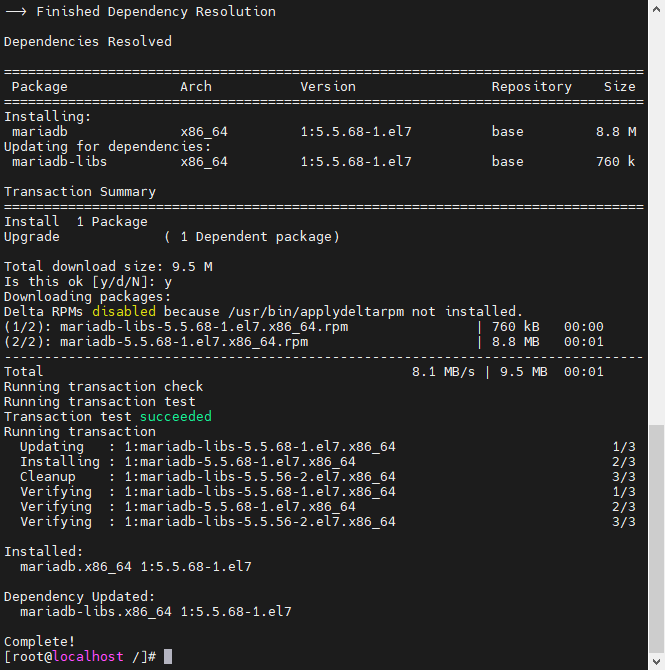 --> Finished Dependency Resolution
Dependencies Resolved
================================================================================
Package Arch Version Repository Size
================================================================================
Installing:
mariadb x86_64 1:5.5.68-1.el7 base 8.8 M
Updating for dependencies:
mariadb-libs x86_64 1:5.5.68-1.el7 base 760 k
Transaction Summary
================================================================================
Install 1 Package
Upgrade ( 1 Dependent package)
Total download size: 9.5 M
Is this ok [y/d/N]: y
Downloading packages:
Delta RPMs disabled because /usr/bin/applydeltarpm not installed.
(1/2): mariadb-libs-5.5.68-1.el7.x86_64.rpm | 760 kB 00:00
(2/2): mariadb-5.5.68-1.el7.x86_64.rpm | 8.8 MB 00:01
--------------------------------------------------------------------------------
Total 8.1 MB/s | 9.5 MB 00:01
Running transaction check
Running transaction test
Transaction test succeeded
Running transaction
Updating : 1:mariadb-libs-5.5.68-1.el7.x86_64 1/3
Installing : 1:mariadb-5.5.68-1.el7.x86_64 2/3
Cleanup : 1:mariadb-libs-5.5.56-2.el7.x86_64 3/3
Verifying : 1:mariadb-libs-5.5.68-1.el7.x86_64 1/3
Verifying : 1:mariadb-5.5.68-1.el7.x86_64 2/3
Verifying : 1:mariadb-libs-5.5.56-2.el7.x86_64 3/3
Installed:
mariadb.x86_64 1:5.5.68-1.el7
Dependency Updated:
mariadb-libs.x86_64 1:5.5.68-1.el7
Complete!
[root@localhost /]#